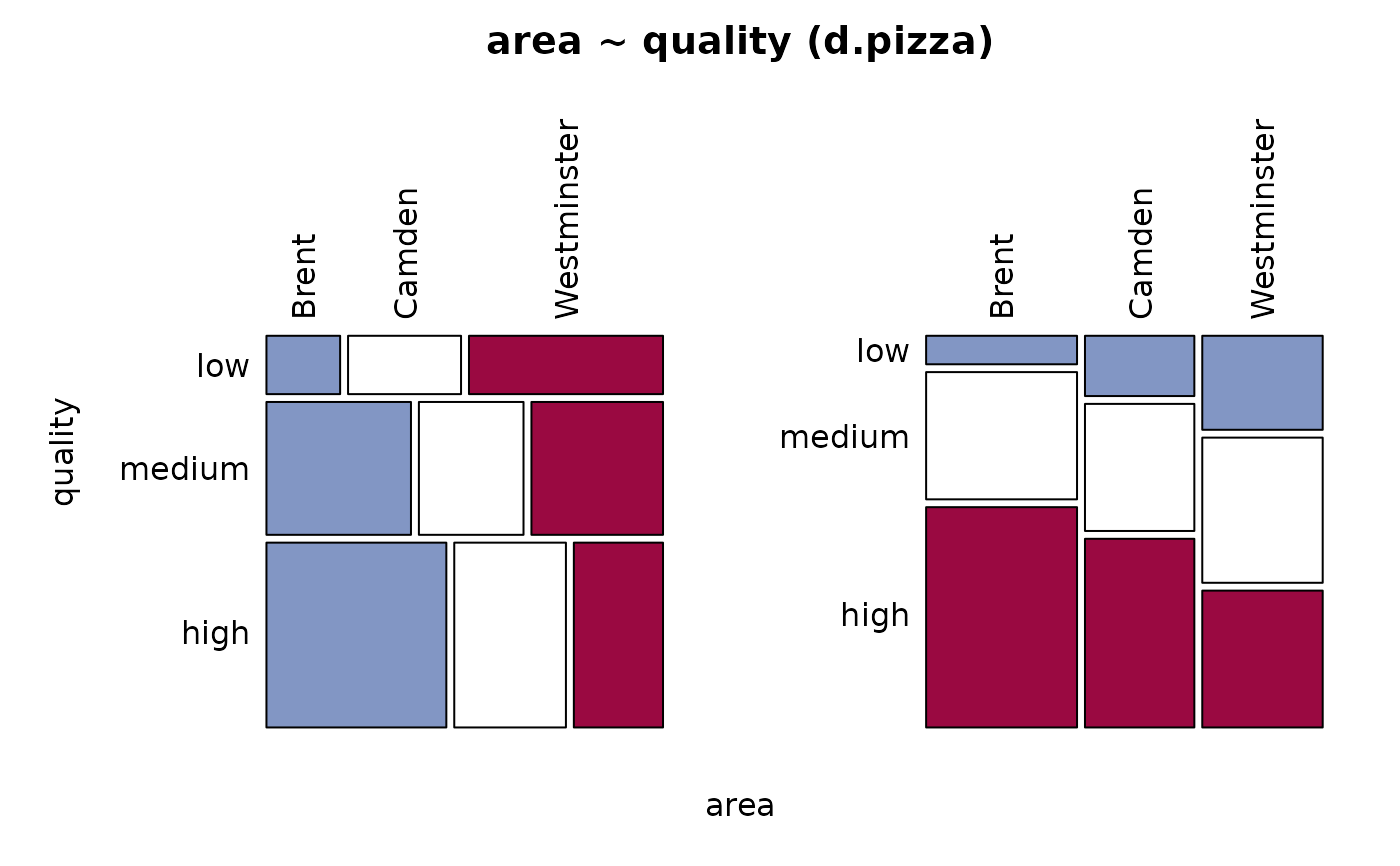 area ~ quality (d.pizza)
Brent
Camden
Westminster
low
medium
high
quality
Brent
Camden
Westminster
low
medium
high
area